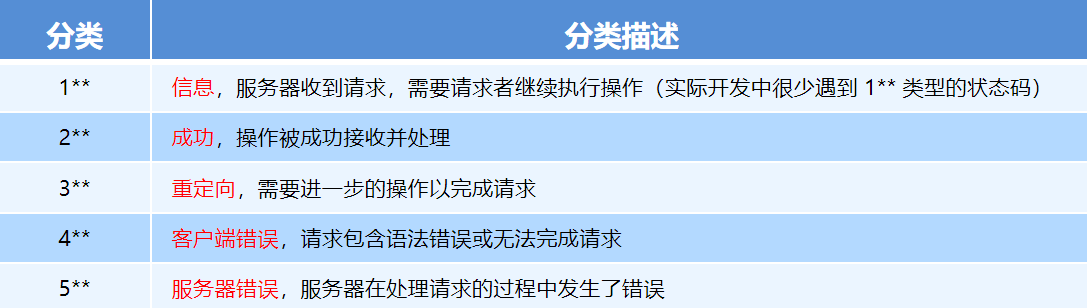 分类 分类描述
1** 信息，服务器收到请求，需要请求者继续执行操作（实际开发中很少遇到 1** 类型的状态码）
2** 成功，操作被成功接收并处理
3** 重定向，需要进一步的操作以完成请求
4** 客户端错误，请求包含语法错误或无法完成请求
5** 服务器错误，服务器在处理请求的过程中发生了错误